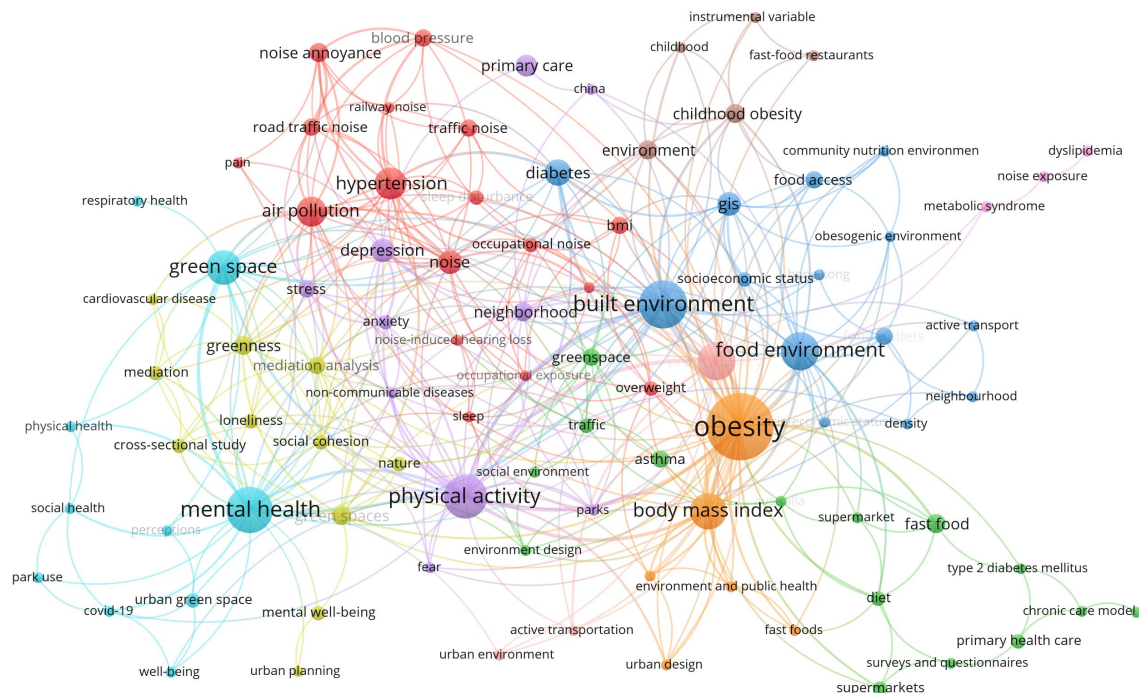 instrumental variable
noise annoyance
blood pressure
childhood
fast-food restaurants
primary care
china
railway noise
childhood obesity
road traffic noise
traffic noise
environment
community nutrition environmen
dyslipidemia
pain
diabetes
food access
noise exposure
hypertension
sleep disturbance
respiratory health
gis
metabolic syndrome
air pollution
bmi
depression
occupational noise
obesogenic environment
green space
noise
socioeconomic status
stress
cardiovascular disease
built environment
neighborhood
anxiety
active transport
noise-induced hearing loss
greenness
food environment
greenspace
mediation analysis
mediation
occupational exposure
overweight
non-communicable diseases
neighbourhood
loneliness
sleep
traffic
obesity
density
physical health
cross-sectional study
social cohesion
nature
asthma
social environment
physical activity
mental health
social health
green spaces
parks
body mass index
supermarket
fast food
perceptions
environment design
fear
type 2 diabetes mellitus
park use
environment and public health
urban green space
diet
covid-19
mental well-being
chronic care model
active transportation
fast foods
primary health care
urban environment
surveys and questionnaires
well-being
urban planning
urban design
supermarkets